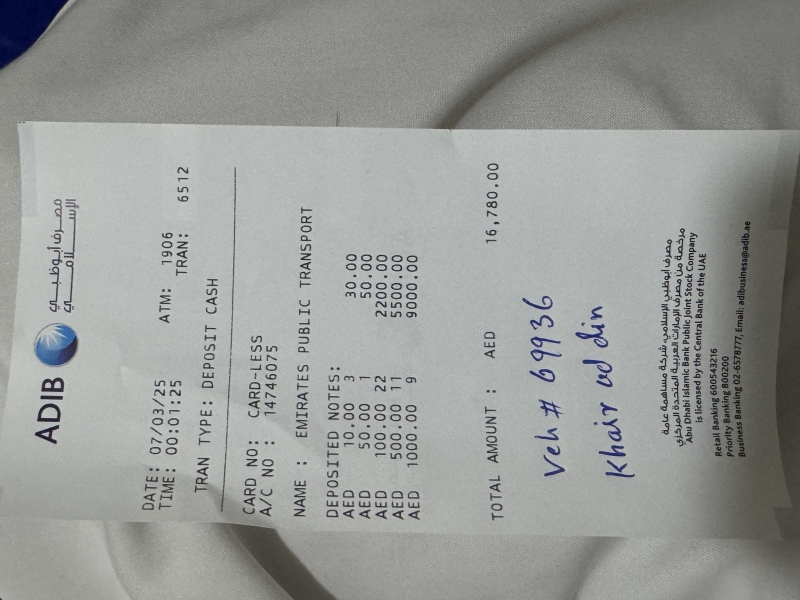 ADIB
مصرف أبوظبي
الإسلامي
DATE: 07/03/25 ATM: 1906
TIME: 00:01:25 TRAN: 6512
TRAN TYPE: DEPOSIT CASH
CARD NO: CARD-LESS
A/C NO : 14746075
NAME : EMIRATES PUBLIC TRANSPORT
DEPOSITED NOTES:
AED 10.00 3 30.00
AED 50.00 1 50.00
AED 100.00 22 2200.00
AED 500.00 11 5500.00
AED 1000.00 9 9000.00
TOTAL AMOUNT : AED 16,780.00
Veh # 69936
Khair ud din
مصرف أبوظبي الإسلامي شركة مساهمة عامة
مرخصة من مصرف الإمارات العربية المتحدة المركزي
Abu Dhabi Islamic Bank Public Joint Stock Company
is licensed by the Central Bank of the UAE
Retail Banking 600543216
Priority Banking 800200
Business Banking 02-6578777, Email: adibusiness@adib.ae